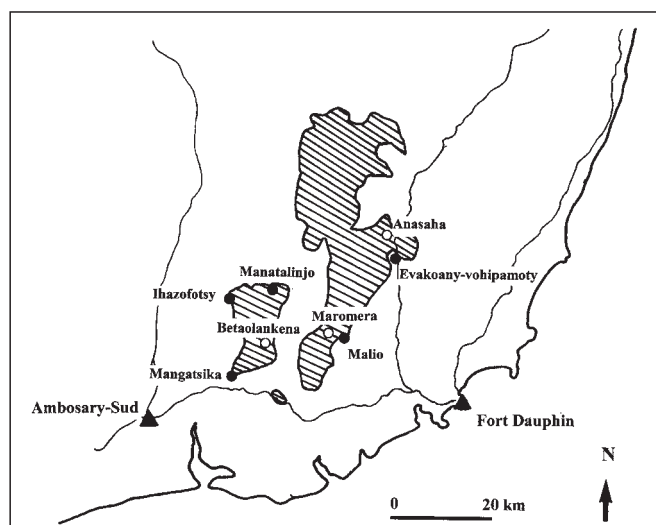 Anasaha
Evakoany-vohipamoty
Manatalinjo
Ihazofotsy
Maromera
Betaolankena
Malio
Mangatsika
Ambosary-Sud
Fort Dauphin
N
0 20 km